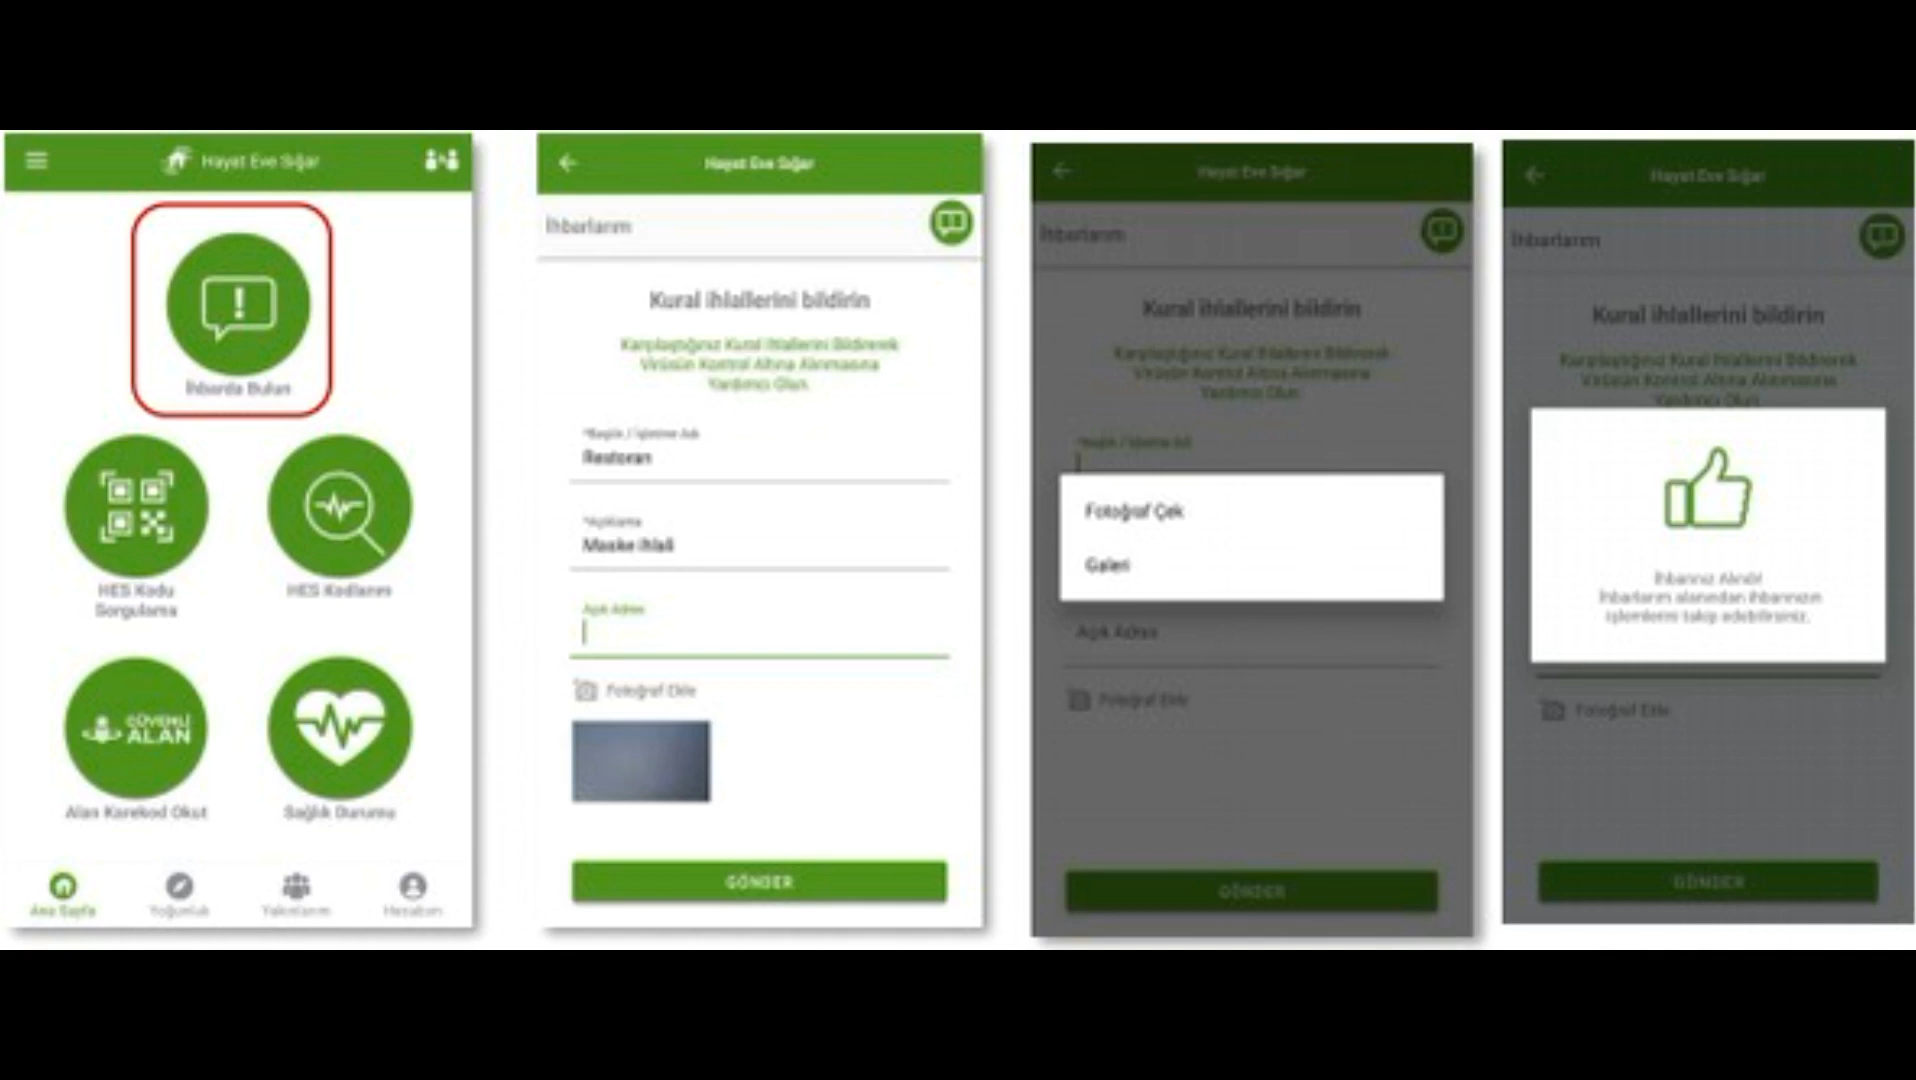 Hayat Eve Sığar
İhbarda Bulun
HES Kodu
Sorgulama
HES Kodlarım
GÜVENLİ
ALAN
Alan Karekod Okut
Sağlık Durumu
Ana Sayfa
Yoğunluk
Yakınlarım
Hesabım
Hayat Eve Sığar
İhbarlarım
Kural ihlallerini bildirin
Karşılaştığınız Kural İhlallerini Bildirerek
Virüsün Kontrol Altına Alınmasına
Yardımcı Olun.
*Başlık / İşletme Adı
Restoran
*Açıklama
Maske ihlali
Açık Adres
Fotoğraf Ekle
GÖNDER
Hayat Eve Sığar
İhbarlarım
Kural ihlallerini bildirin
Karşılaştığınız Kural İhlallerini Bildirerek
Virüsün Kontrol Altına Alınmasına
Yardımcı Olun.
*Başlık / İşletme Adı
Fotoğraf Çek
Galeri
Açık Adres
Fotoğraf Ekle
GÖNDER
Hayat Eve Sığar
İhbarlarım
Kural ihlallerini bildirin
Karşılaştığınız Kural İhlallerini Bildirerek
Virüsün Kontrol Altına Alınmasına
Yardımcı Olun.
İhbarınız Alındı!
İhbarlarım alanından ihbarınızın
işlemlerini takip edebilirsiniz.
Fotoğraf Ekle
GÖNDER